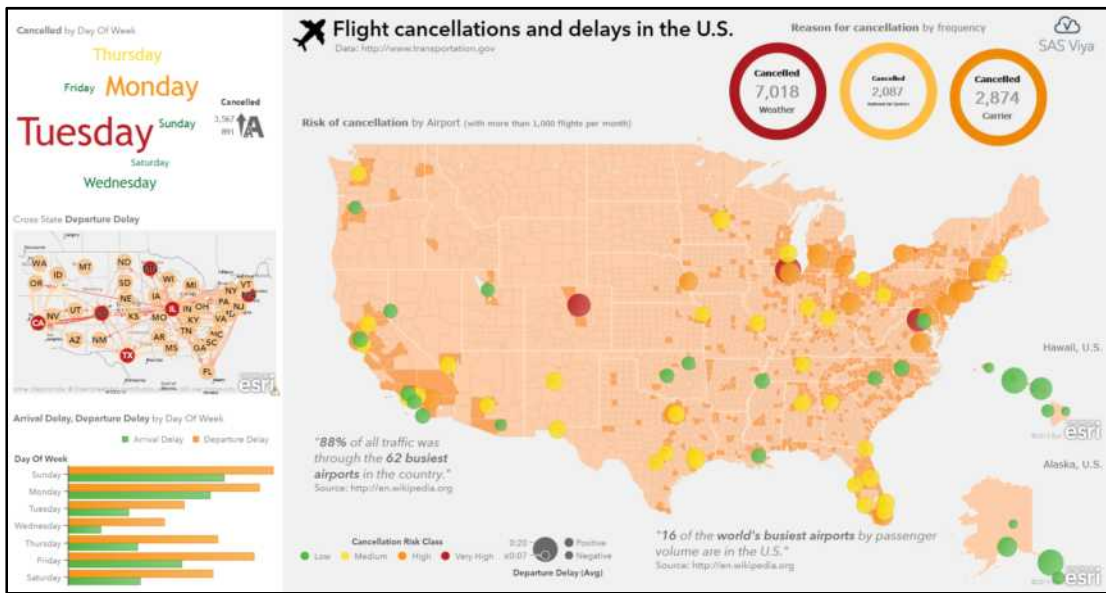 Cancelled by Day Of Week
Thursday
Friday
Monday
Tuesday
Sunday
Saturday
Wednesday
Cancelled
3,567
891
Flight cancellations and delays in the U.S.
Data: http://www.transportation.gov
Reason for cancellation by frequency
Cancelled
7,018
Weather
Cancelled
2,087
Cancelled
2,874
Carrier
SAS Viya
Risk of cancellation by Airport (with more than 1,000 flights per month)
Cross State Departure Delay
WA
MT
ND
ID
OR
SD
WI
MI
NY
VT
NV
UT
NE
IA
IL
IN
OH
PA
NJ
CA
KS
MO
KY
VA
AZ
NM
AR
TN
NC
SC
MS
GA
TX
FL
esri
Arrival Delay, Departure Delay by Day Of Week
Arrival Delay
Departure Delay
Day Of Week
Sunday
Monday
Tuesday
Wednesday
Thursday
Friday
Saturday
"88% of all traffic was
through the 62 busiest
airports in the country."
Source: http://en.wikipedia.org
Hawaii, U.S.
esri
Alaska, U.S.
esri
Cancellation Risk Class
Low
Medium
High
Very High
0:20
≤0:07
Positive
Negative
Departure Delay (Avg)
"16 of the world's busiest airports by passenger
volume are in the U.S."
Source: http://en.wikipedia.org